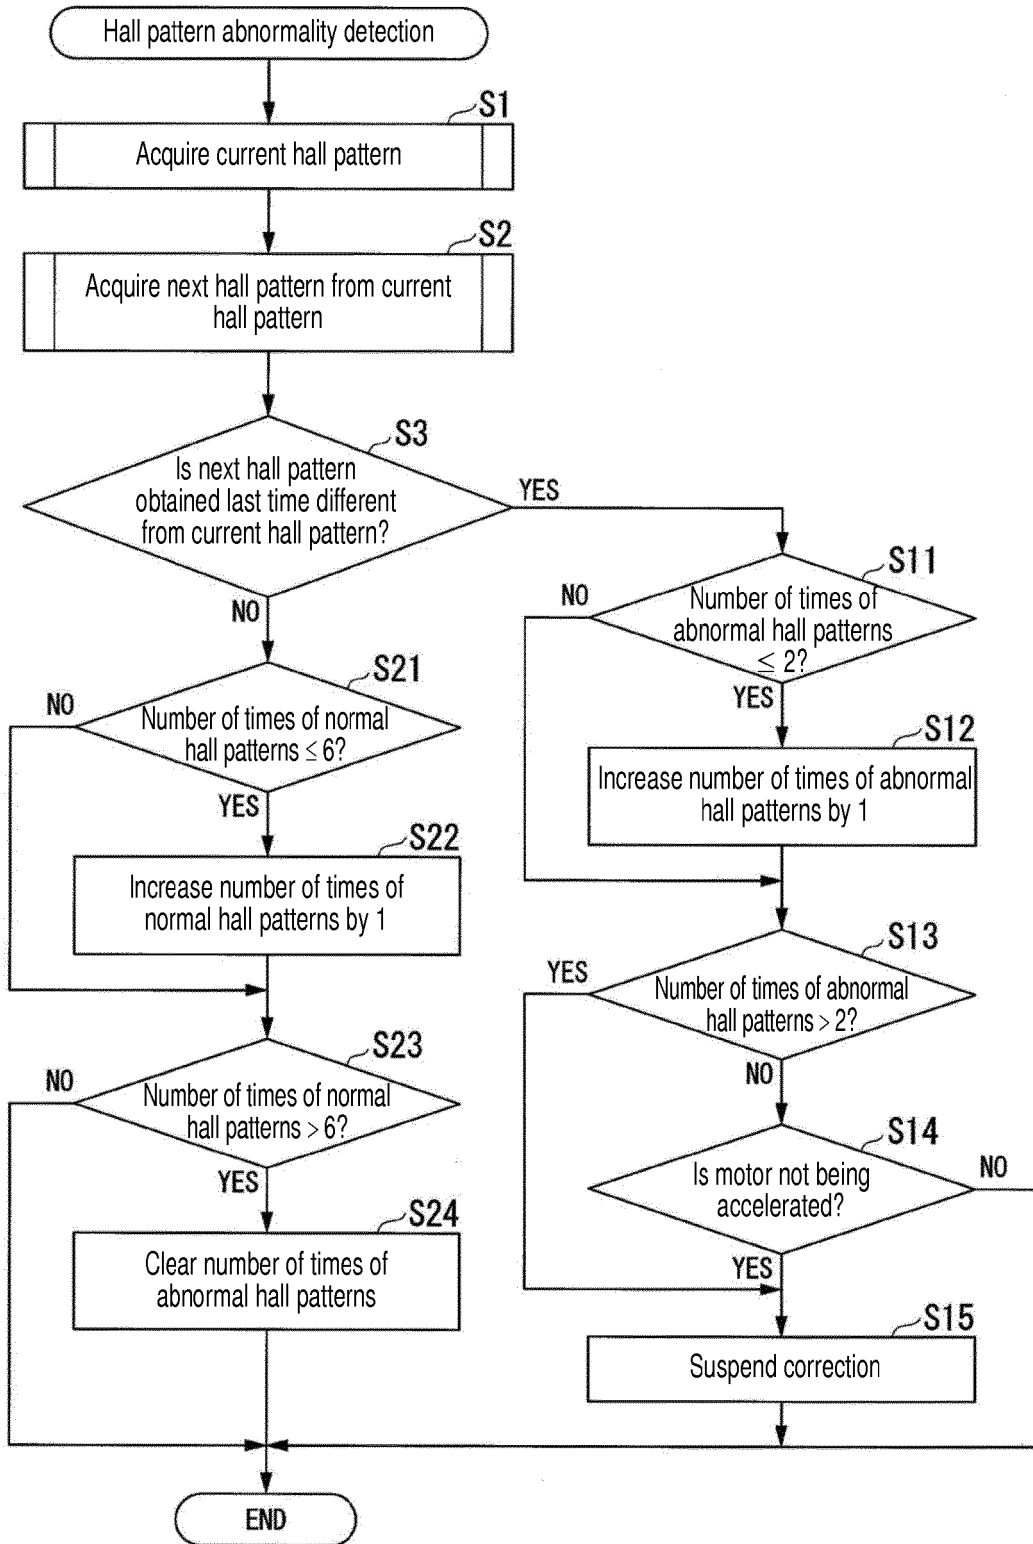 Hall pattern abnormality detection
S1
Acquire current hall pattern
S2
Acquire next hall pattern from current
hall pattern
S3
Is next hall pattern
obtained last time different
from current hall pattern?
YES
NO
S11
Number of times of
abnormal hall patterns
≤ 2?
NO
YES
S12
Increase number of times of abnormal
hall patterns by 1
S13
Number of times of abnormal
hall patterns > 2?
YES
NO
S14
Is motor not being
accelerated?
NO
YES
S15
Suspend correction
S21
Number of times of normal
hall patterns ≤ 6?
NO
YES
S22
Increase number of times of
normal hall patterns by 1
S23
Number of times of normal
hall patterns > 6?
NO
YES
S24
Clear number of times of
abnormal hall patterns
END